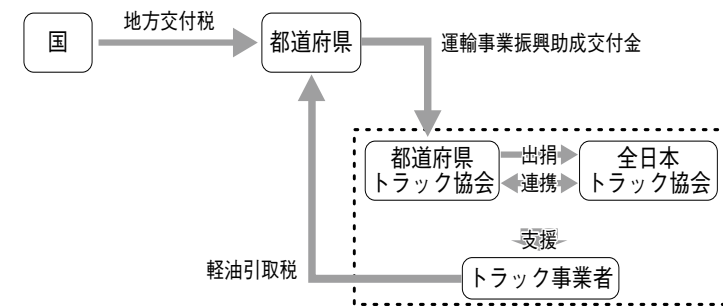 国
地方交付税
都道府県
運輸事業振興助成交付金
都道府県
トラック協会
出捐
連携
全日本
トラック協会
支援
軽油引取税
トラック事業者